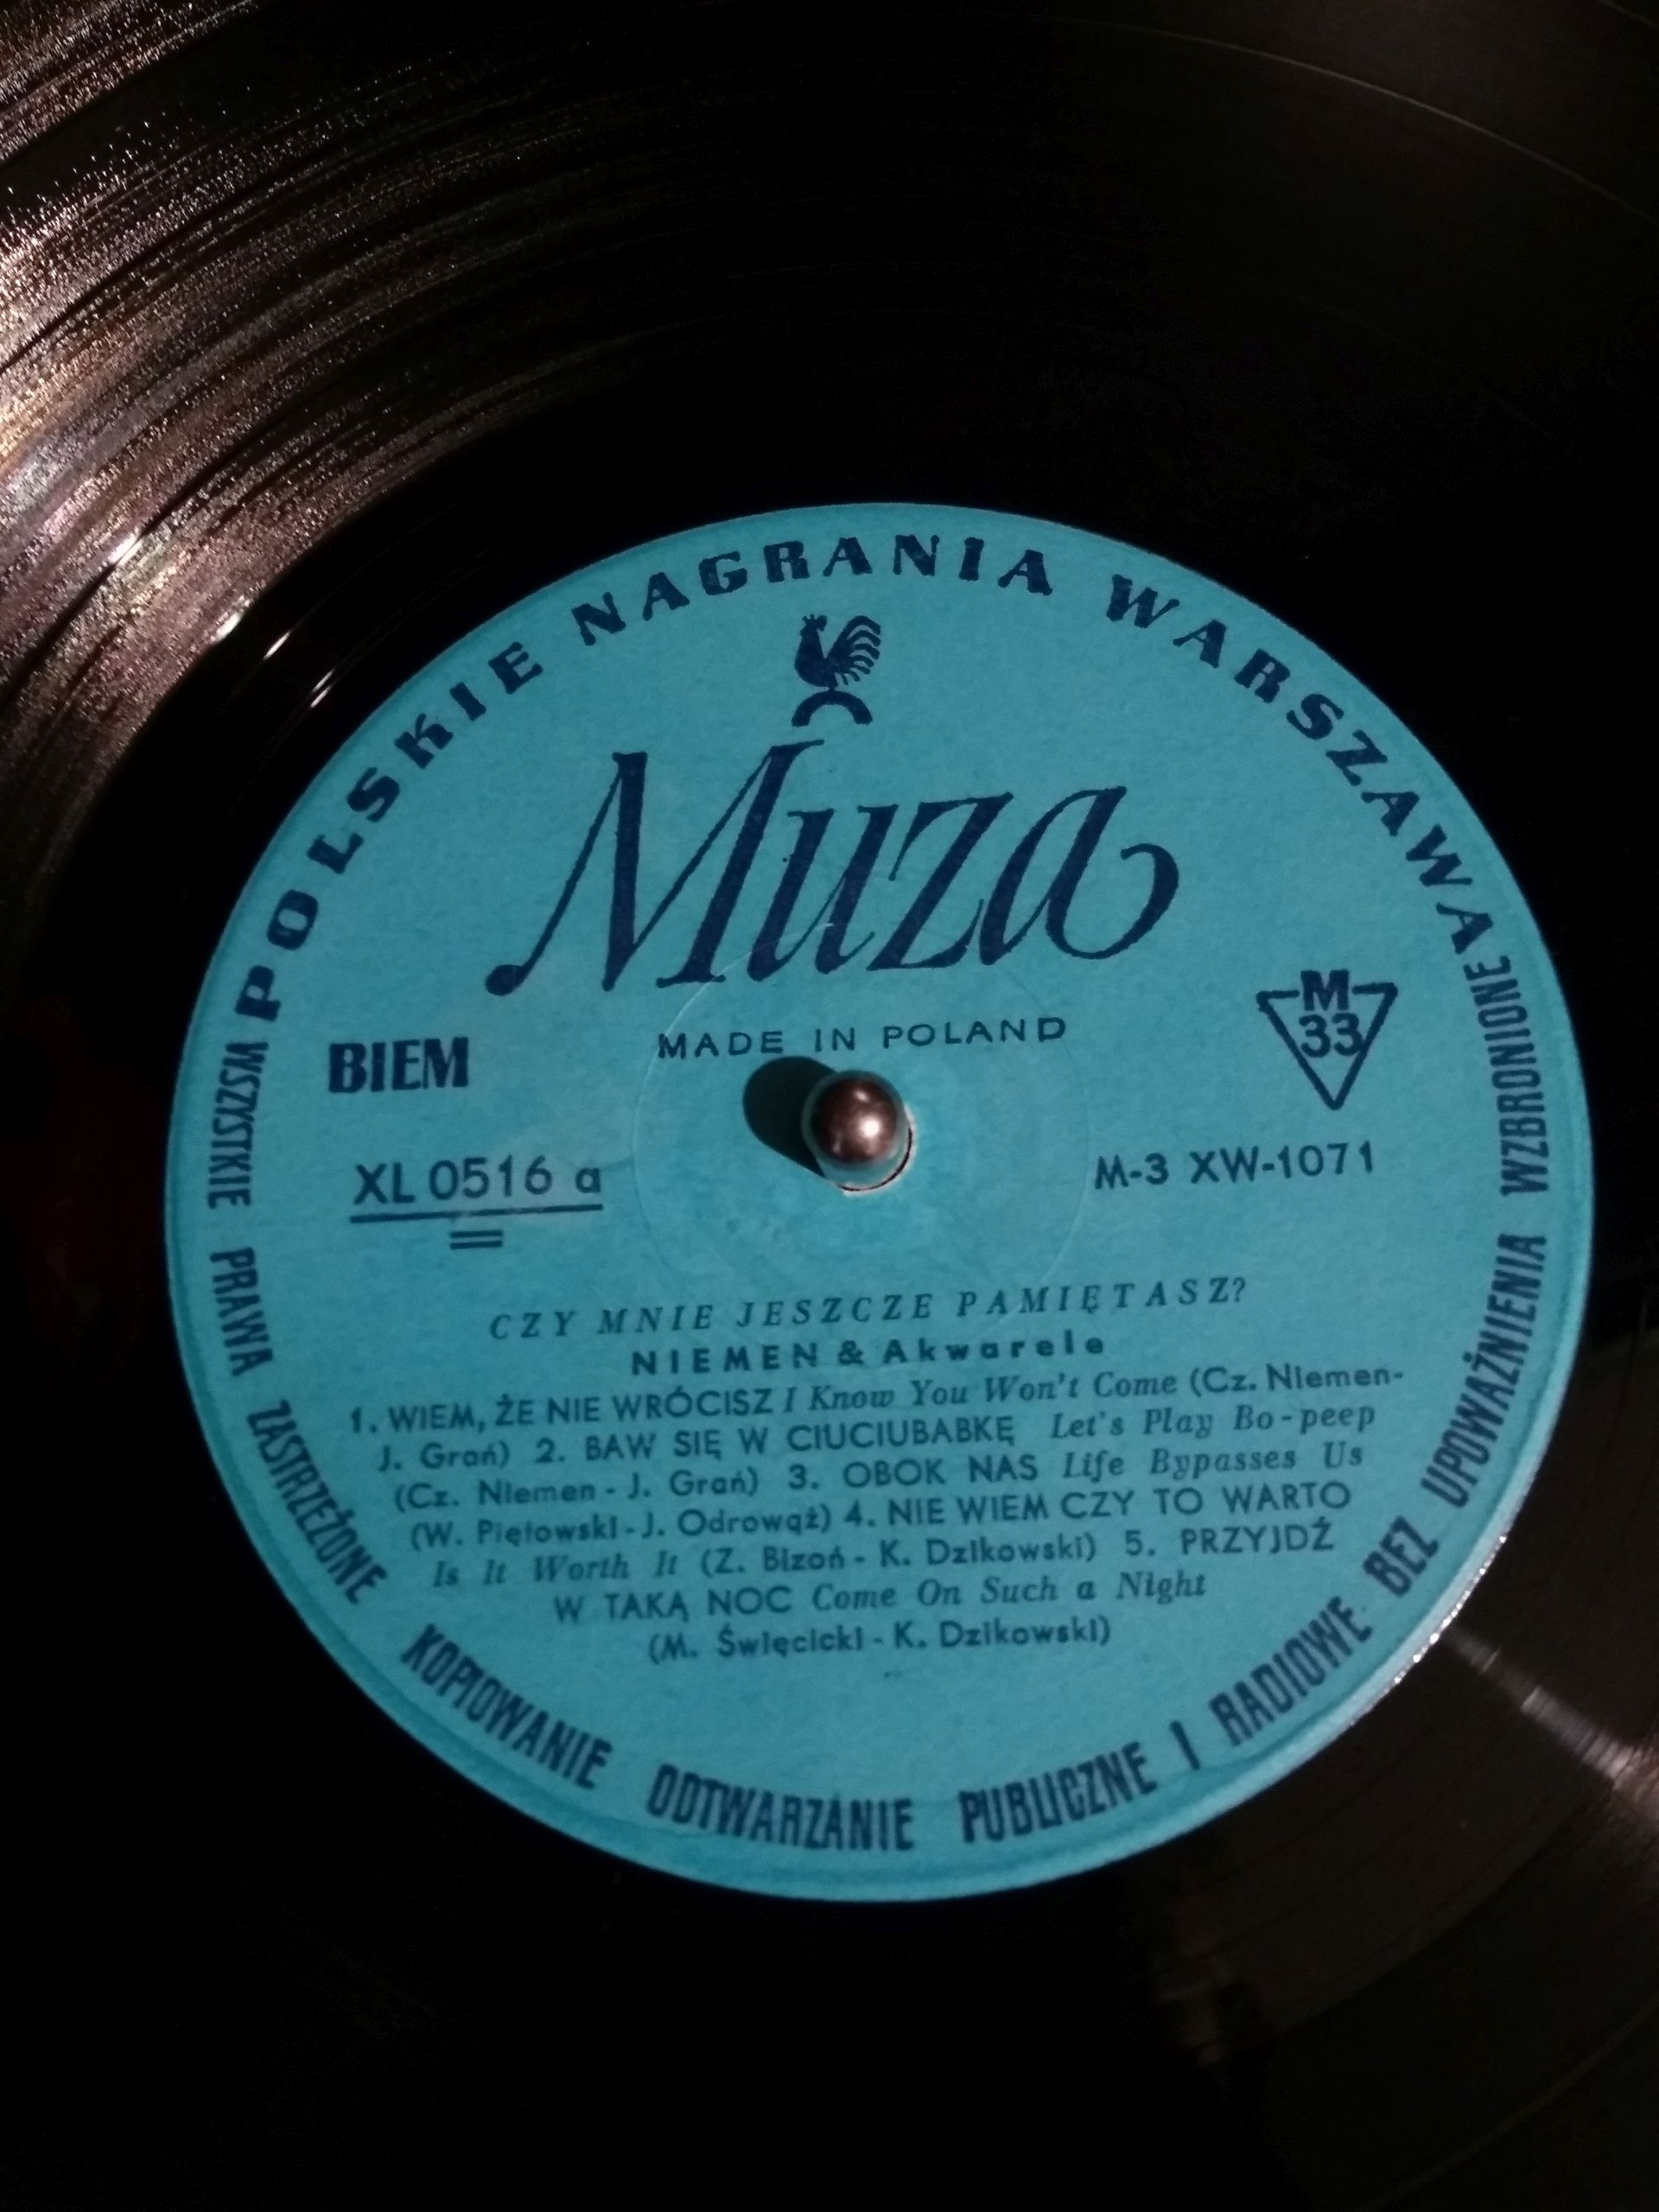 POLSKIE NAGRANIA WARSZAWA
Muza
MADE IN POLAND
BIEM
M
33
XL 0516 a
M-3 XW-1071
CZY MNIE JESZCZE PAMIĘTASZ?
NIEMEN & Akwarele
1. WIEM, ŻE NIE WRÓCISZ I Know You Won't Come (Cz. Niemen-
J. Grań) 2. BAW SIĘ W CIUCIUBABKĘ Let's Play Bo-peep
(Cz. Niemen - J. Grań) 3. OBOK NAS Life Bypasses Us
(W. Piętowski - J. Odrowąż) 4. NIE WIEM CZY TO WARTO
Is It Worth It (Z. Bizoń - K. Dzikowski) 5. PRZYJDŹ
W TAKĄ NOC Come On Such a Night
(M. Święcicki - K. Dzikowski)
WSZYSTKIE PRAWA ZASTRZEŻONE KOPIOWANIE ODTWARZANIE PUBLICZNE I RADIOWE BEZ UPOWAŻNIENIA WZBRONIONE